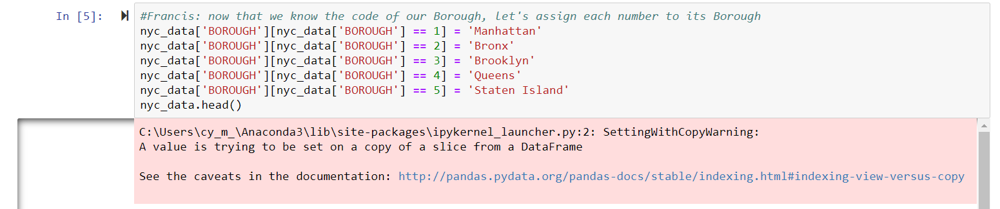 In [5]:
#Francis: now that we know the code of our Borough, let's assign each number to its Borough
nyc_data['BOROUGH'][nyc_data['BOROUGH'] == 1] = 'Manhattan'
nyc_data['BOROUGH'][nyc_data['BOROUGH'] == 2] = 'Bronx'
nyc_data['BOROUGH'][nyc_data['BOROUGH'] == 3] = 'Brooklyn'
nyc_data['BOROUGH'][nyc_data['BOROUGH'] == 4] = 'Queens'
nyc_data['BOROUGH'][nyc_data['BOROUGH'] == 5] = 'Staten Island'
nyc_data.head()
C:\Users\cy_m_\Anaconda3\lib\site-packages\ipykernel_launcher.py:2: SettingWithCopyWarning:
A value is trying to be set on a copy of a slice from a DataFrame
See the caveats in the documentation: http://pandas.pydata.org/pandas-docs/stable/indexing.html#indexing-view-versus-copy